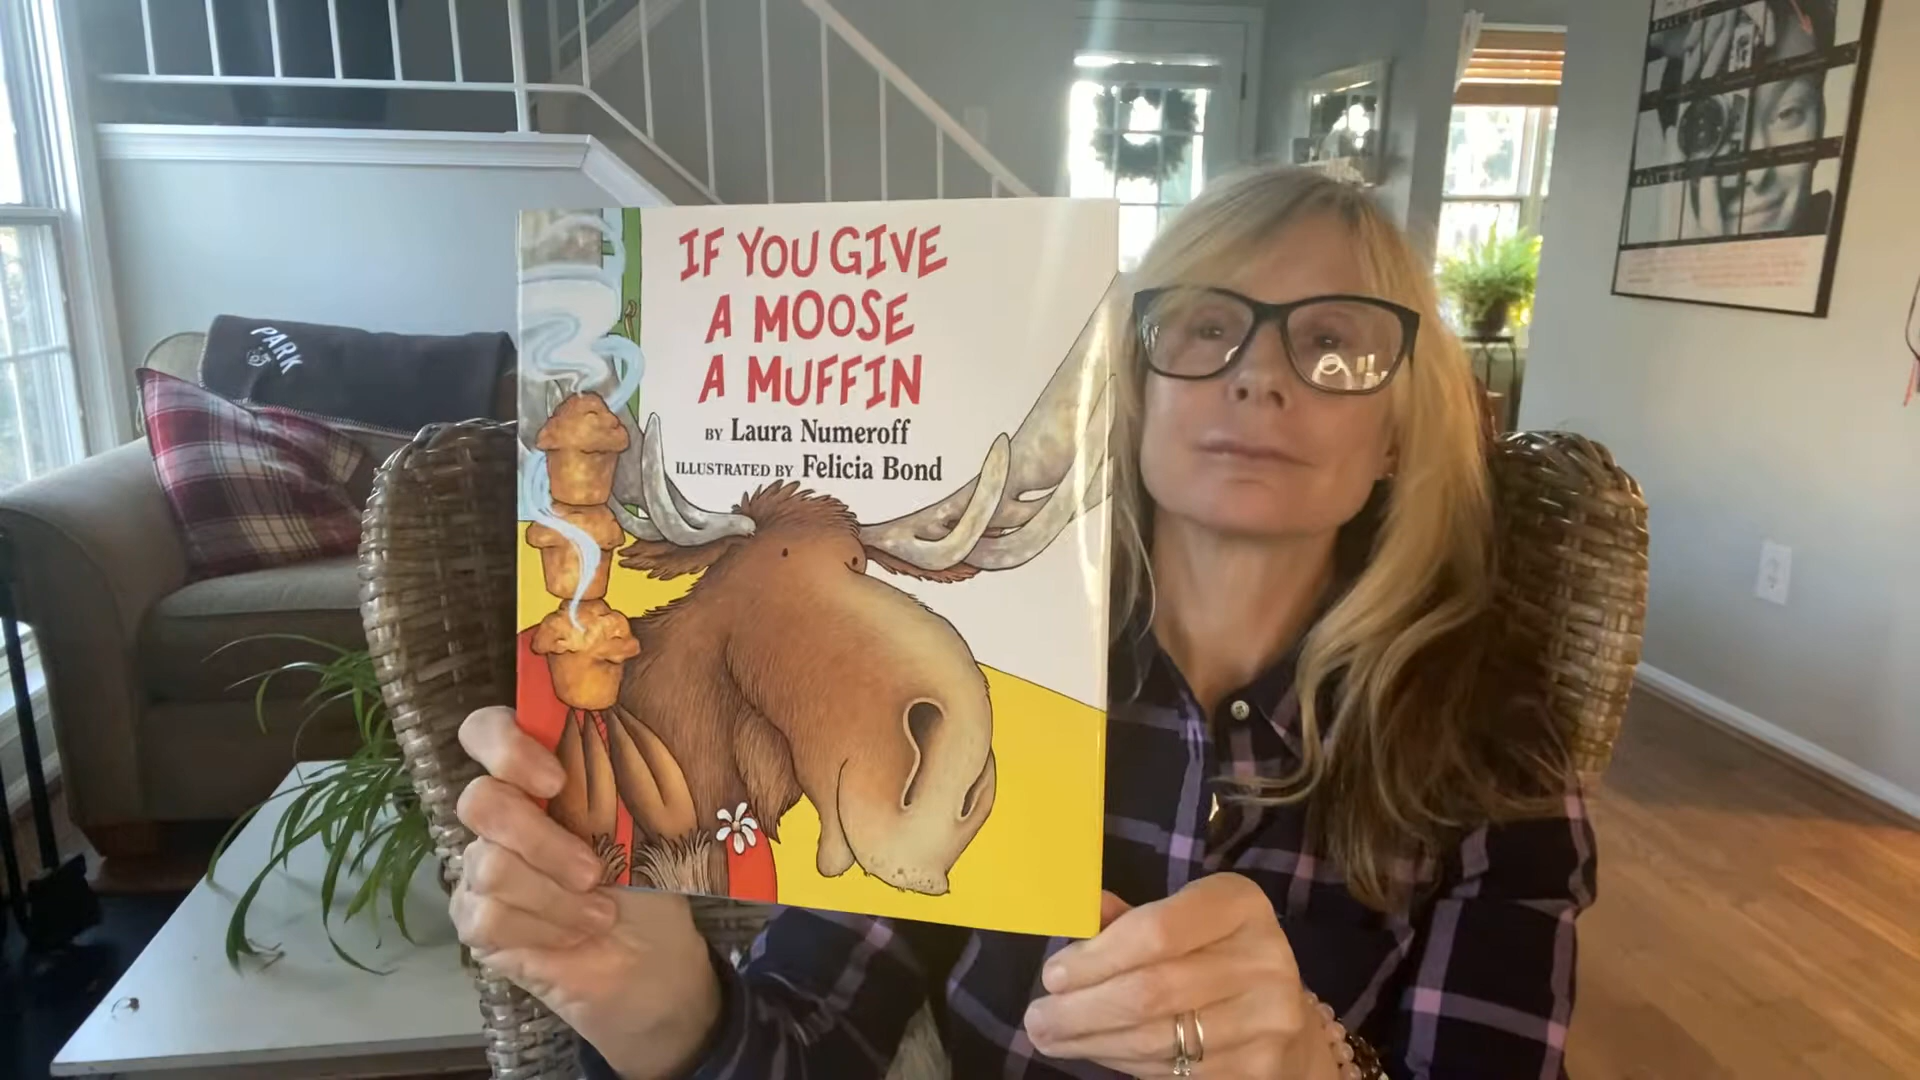 IF YOU GIVE
A MOOSE
A MUFFIN
BY Laura Numeroff
ILLUSTRATED BY Felicia Bond
PARK